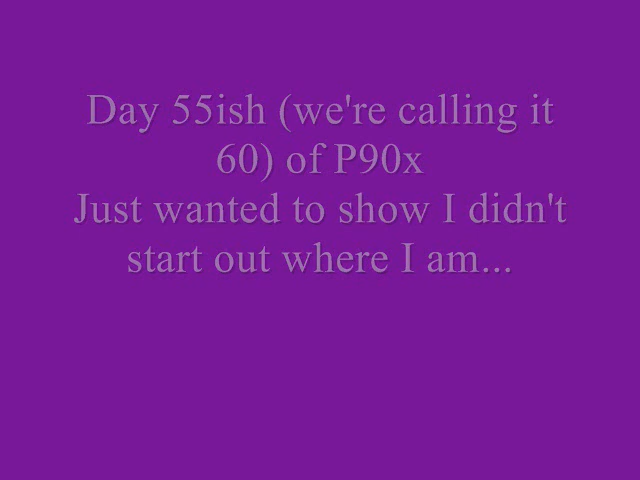 Day 55ish (we're calling it
60) of P90x
Just wanted to show I didn't
start out where I am...